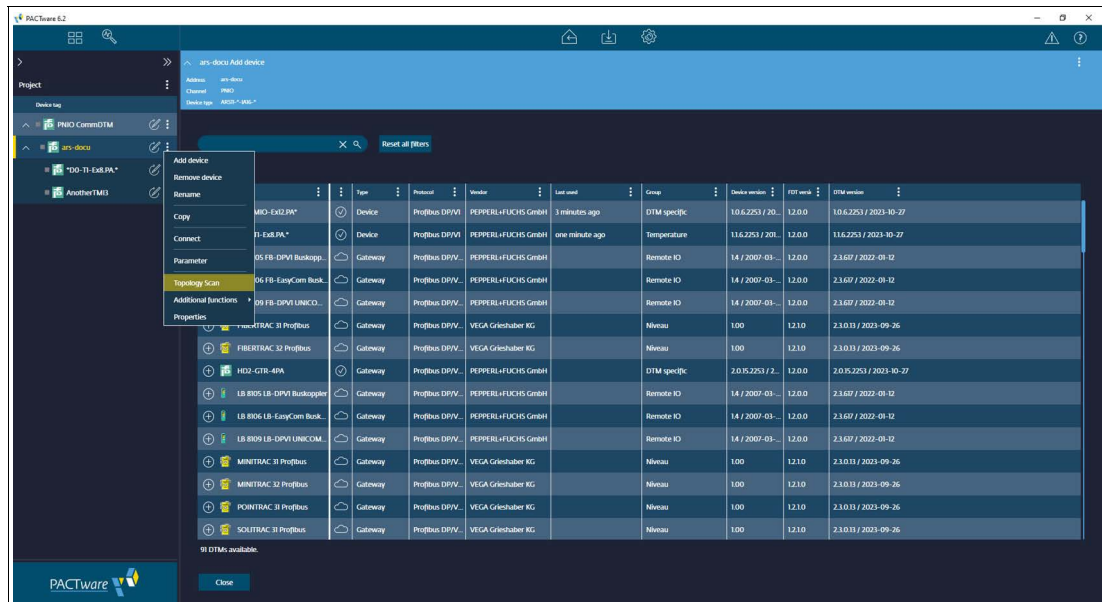 PACTware 6.2
ars-docu Add device
Project
Address ars-docu
Channel PNIO
Device tag
Device type
PNIO CommDTM
ars-docu
Reset all filters
*D0-TI-Ex8.PA.*
AnotherTMI3
Add device
Remove device
Rename
Copy
Connect
Parameter
Topology Scan
Additional functions
Properties
Type Protocol Vendor Last used Group Device version FDT versi DTM version
MIO-Ex12.PA* Device Profibus DP/V1 PEPPERL+FUCHS GmbH 3 minutes ago DTM specific 1.0.6.2253 / 20... 1.2.0.0 1.0.6.2253 / 2023-10-27
TI-Ex8.PA.* Device Profibus DP/V1 PEPPERL+FUCHS GmbH one minute ago Temperature 1.1.6.2253 / 201... 1.2.0.0 1.1.6.2253 / 2023-10-27
05 FB-DPV1 Buskopp... Gateway Profibus DP/V... PEPPERL+FUCHS GmbH Remote IO 1.4 / 2007-03-... 1.2.0.0 2.3.617 / 2022-01-12
06 FB-EasyCom Busk... Gateway Profibus DP/V... PEPPERL+FUCHS GmbH Remote IO 1.4 / 2007-03-... 1.2.0.0 2.3.617 / 2022-01-12
09 FB-DPV1 UNICO... Gateway Profibus DP/V... PEPPERL+FUCHS GmbH Remote IO 1.4 / 2007-03-... 1.2.0.0 2.3.617 / 2022-01-12
FIBERTRAC 31 Profibus Gateway Profibus DP/V... VEGA Grieshaber KG Niveau 1.00 1.2.1.0 2.3.0.13 / 2023-09-26
FIBERTRAC 32 Profibus Gateway Profibus DP/V... VEGA Grieshaber KG Niveau 1.00 1.2.1.0 2.3.0.13 / 2023-09-26
HD2-GTR-4PA Gateway Profibus DP/V... PEPPERL+FUCHS GmbH DTM specific 2.0.15.2253 / 2... 1.2.0.0 2.0.15.2253 / 2023-10-27
LB 8105 LB-DPV1 Buskoppler Gateway Profibus DP/V... PEPPERL+FUCHS GmbH Remote IO 1.4 / 2007-03-... 1.2.0.0 2.3.617 / 2022-01-12
LB 8106 LB-EasyCom Busk... Gateway Profibus DP/V... PEPPERL+FUCHS GmbH Remote IO 1.4 / 2007-03-... 1.2.0.0 2.3.617 / 2022-01-12
LB 8109 LB-DPV1 UNICOM... Gateway Profibus DP/V... PEPPERL+FUCHS GmbH Remote IO 1.4 / 2007-03-... 1.2.0.0 2.3.617 / 2022-01-12
MINITRAC 31 Profibus Gateway Profibus DP/V... VEGA Grieshaber KG Niveau 1.00 1.2.1.0 2.3.0.13 / 2023-09-26
MINITRAC 32 Profibus Gateway Profibus DP/V... VEGA Grieshaber KG Niveau 1.00 1.2.1.0 2.3.0.13 / 2023-09-26
POINTRAC 31 Profibus Gateway Profibus DP/V... VEGA Grieshaber KG Niveau 1.00 1.2.1.0 2.3.0.13 / 2023-09-26
SOLITRAC 31 Profibus Gateway Profibus DP/V... VEGA Grieshaber KG Niveau 1.00 1.2.1.0 2.3.0.13 / 2023-09-26
91 DTMs available.
PACTware
Close